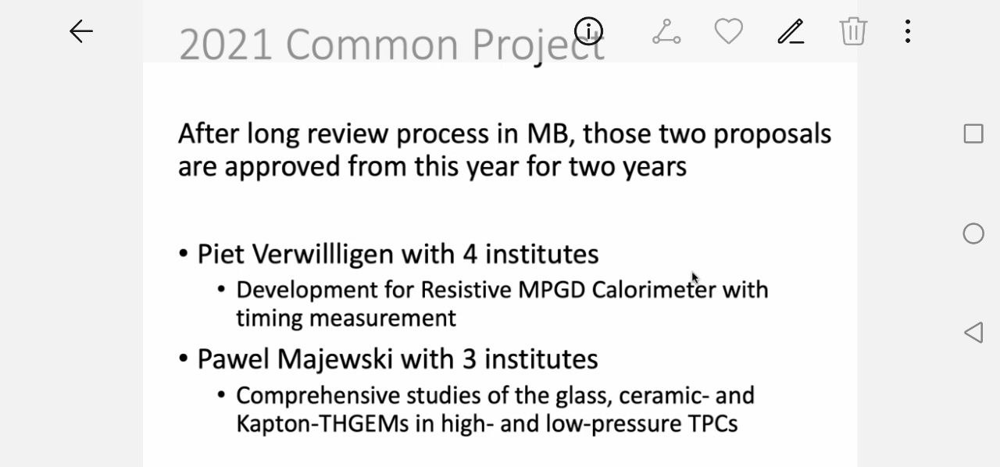 2021 Common Project
After long review process in MB, those two proposals
are approved from this year for two years
• Piet Verwillligen with 4 institutes
• Development for Resistive MPGD Calorimeter with
timing measurement
• Pawel Majewski with 3 institutes
• Comprehensive studies of the glass, ceramic- and
Kapton-THGEMs in high- and low-pressure TPCs